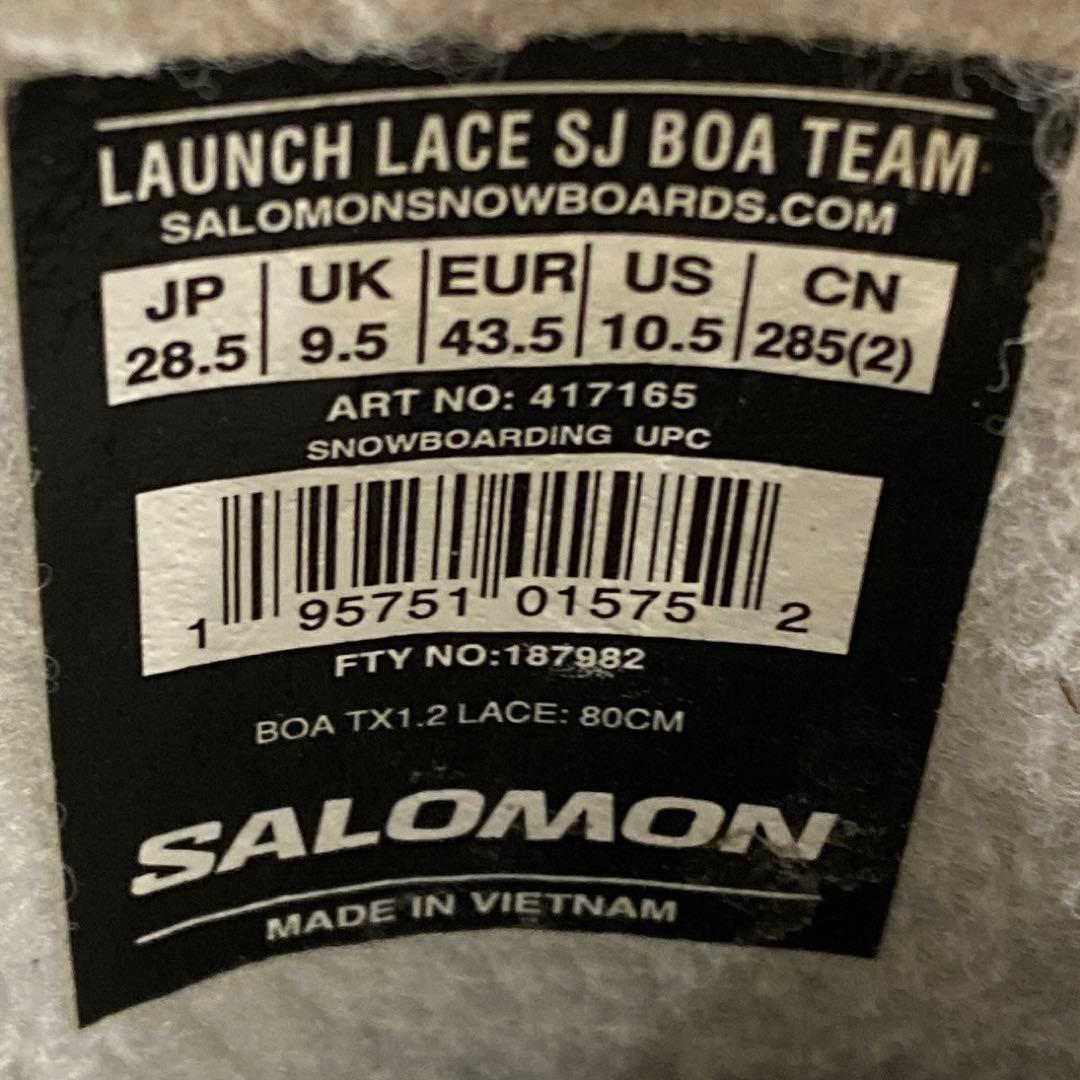 LAUNCH LACE SJ BOA TEAM
SALOMONSNOWBOARDS.COM
JP UK EUR US CN
28.5 9.5 43.5 10.5 285(2)
ART NO: 417165
SNOWBOARDING UPC
1 95751 01575 2
FTY NO:187982
BOA TX1.2 LACE: 80CM
SALOMON
MADE IN VIETNAM